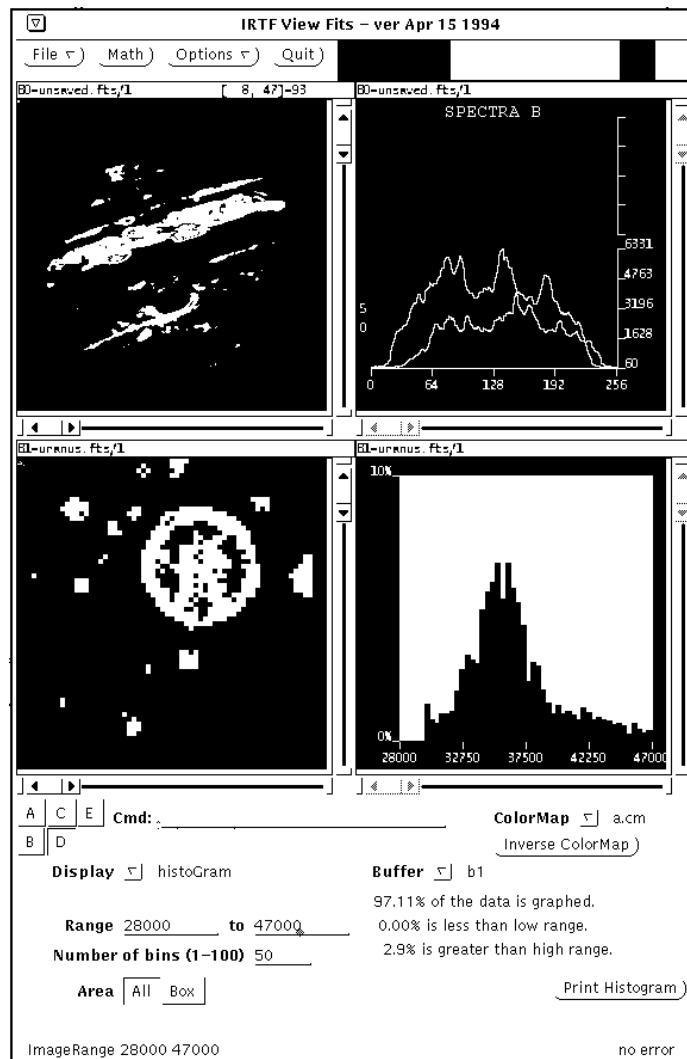 IRTF View Fits – ver Apr 15 1994
File Math Options Quit
B0-unsaved.fts/1 [ 8, 47]-93
B0-unsaved.fts/1
SPECTRA B
6331
4763
3196
1628
60
5
0
0 64 128 192 256
B1-uranus.fts/1
B1-uranus.fts/1
10%
0%
28000 32750 37500 42250 47000
A C E
Cmd:
ColorMap a.cm
B D
Inverse ColorMap
Display histoGram
Buffer b1
97.11% of the data is graphed.
Range 28000 to 47000
0.00% is less than low range.
Number of bins (1–100) 50
2.9% is greater than high range.
Area All Box
Print Histogram
ImageRange 28000 47000
no error